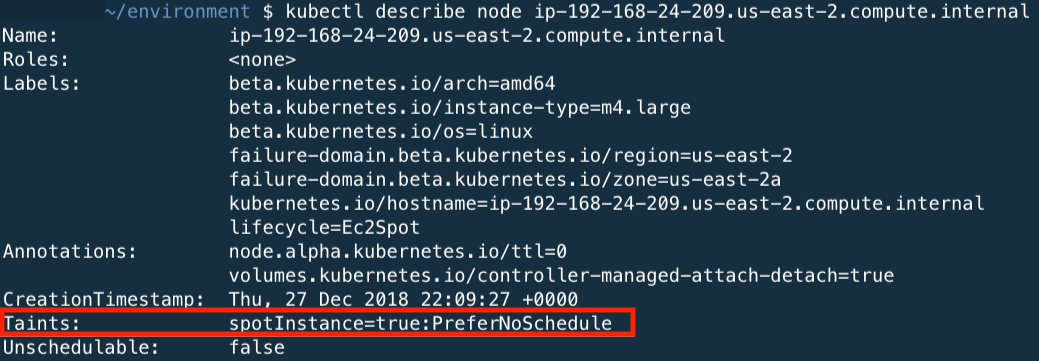 ~/environment $ kubectl describe node ip-192-168-24-209.us-east-2.compute.internal
Name: ip-192-168-24-209.us-east-2.compute.internal
Roles: <none>
Labels: beta.kubernetes.io/arch=amd64
beta.kubernetes.io/instance-type=m4.large
beta.kubernetes.io/os=linux
failure-domain.beta.kubernetes.io/region=us-east-2
failure-domain.beta.kubernetes.io/zone=us-east-2a
kubernetes.io/hostname=ip-192-168-24-209.us-east-2.compute.internal
lifecycle=Ec2Spot
Annotations: node.alpha.kubernetes.io/ttl=0
volumes.kubernetes.io/controller-managed-attach-detach=true
CreationTimestamp: Thu, 27 Dec 2018 22:09:27 +0000
Taints: spotInstance=true:PreferNoSchedule
Unschedulable: false